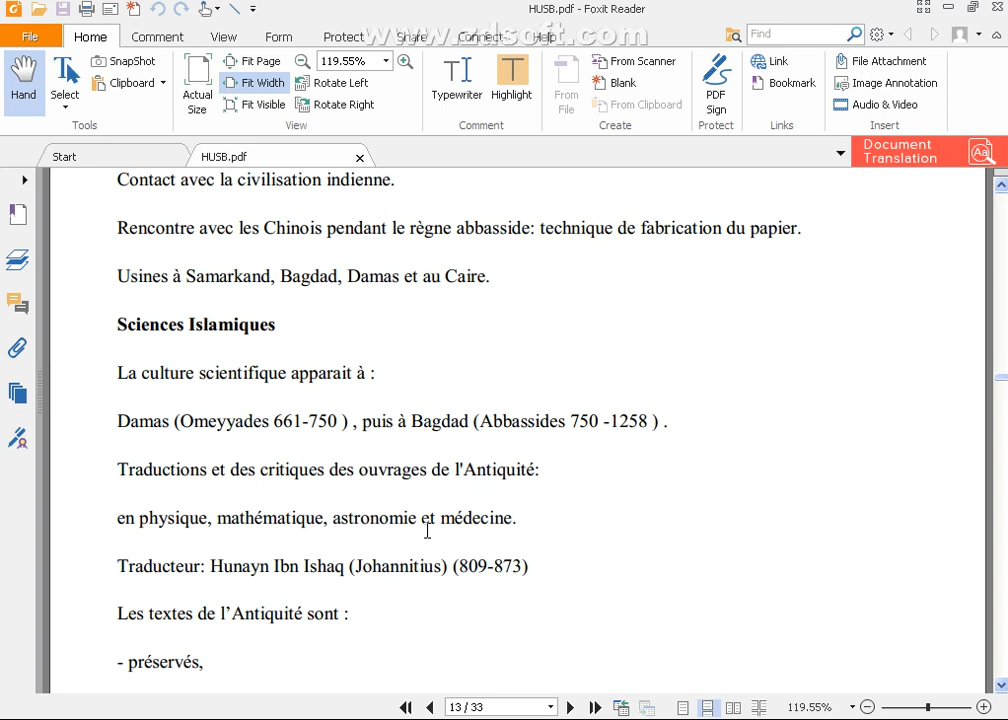 HUSB.pdf - Foxit Reader
www.zdsoft.com
File Home Comment View Form Protect Share Connect Help Find
Hand Select SnapShot Clipboard Actual Size Fit Page Fit Width Fit Visible 119.55% Rotate Left Rotate Right Typewriter Highlight From File From Scanner Blank From Clipboard PDF Sign Link Bookmark File Attachment Image Annotation Audio & Video
Tools View Comment Create Protect Links Insert
Start HUSB.pdf Document Translation
Contact avec la civilisation indienne.
Rencontre avec les Chinois pendant le règne abbasside: technique de fabrication du papier.
Usines à Samarkand, Bagdad, Damas et au Caire.
Sciences Islamiques
La culture scientifique apparait à :
Damas (Omeyyades 661-750 ) , puis à Bagdad (Abbassides 750 -1258 ) .
Traductions et des critiques des ouvrages de l'Antiquité:
en physique, mathématique, astronomie et médecine.
Traducteur: Hunayn Ibn Ishaq (Johannitius) (809-873)
Les textes de l’Antiquité sont :
- préservés,
13 / 33 119.55%